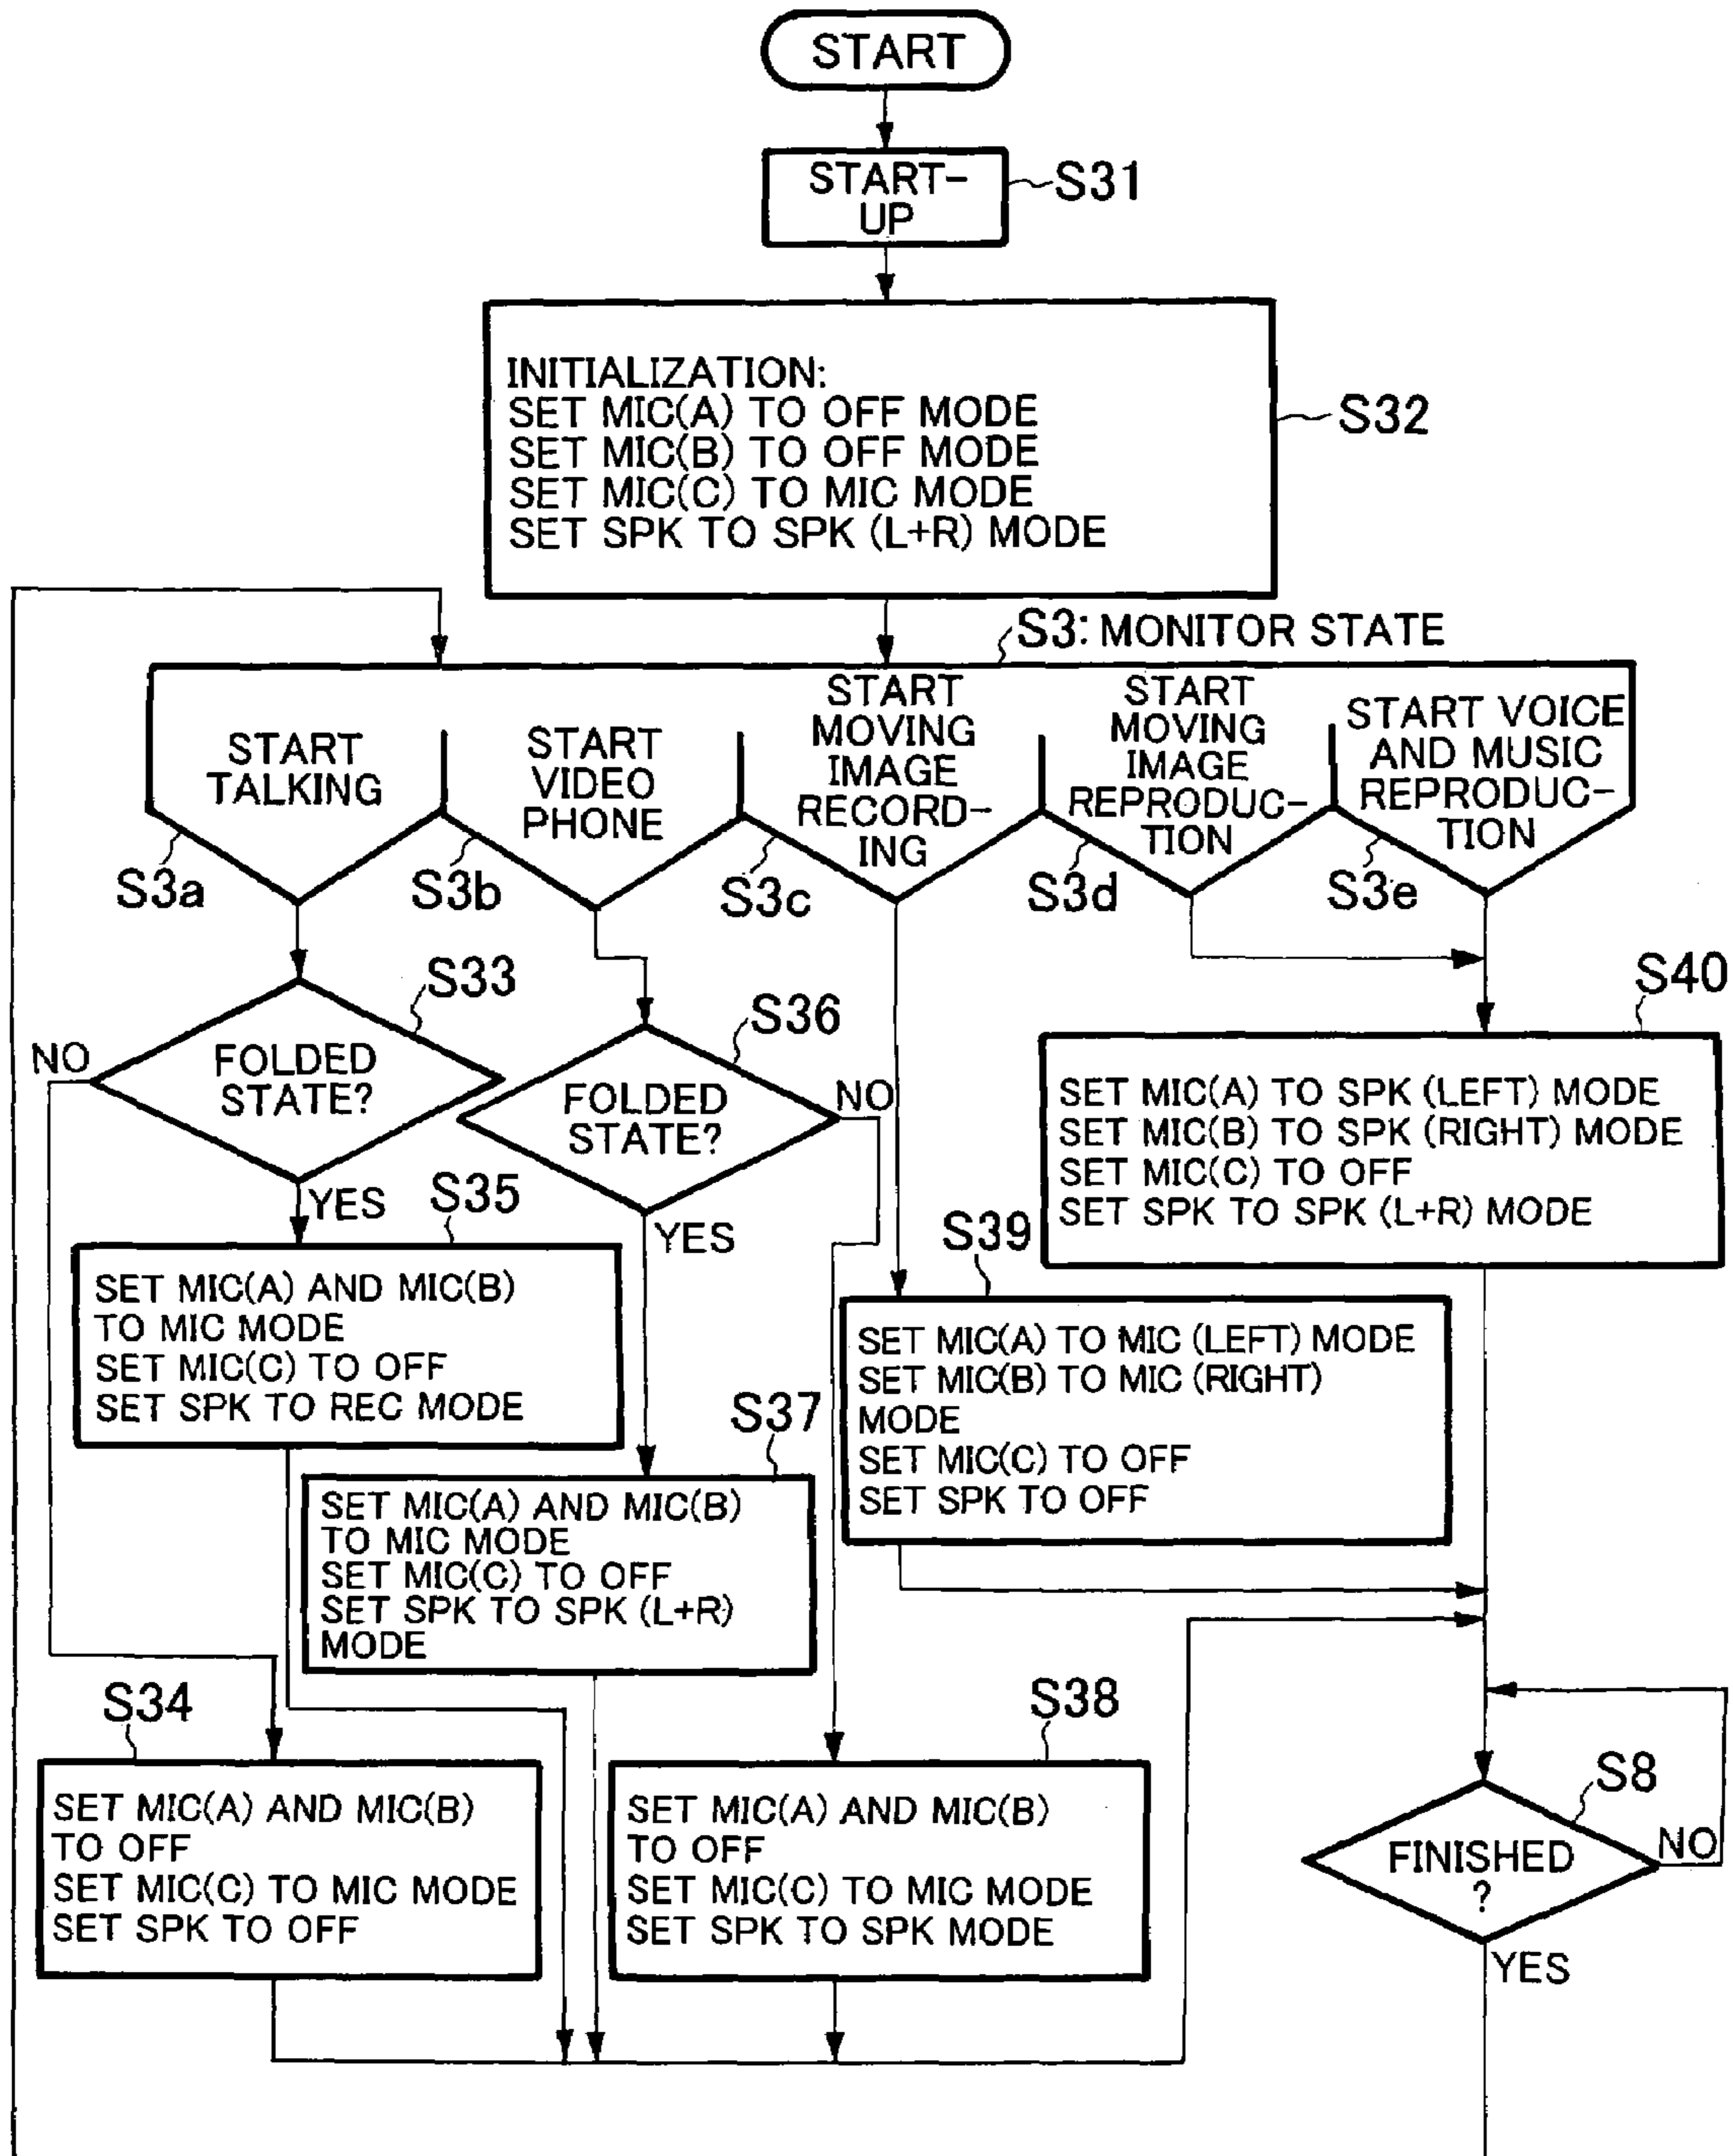 START
START-
UP
S31
INITIALIZATION:
SET MIC(A) TO OFF MODE
SET MIC(B) TO OFF MODE
SET MIC(C) TO MIC MODE
SET SPK TO SPK (L+R) MODE
S32
S3: MONITOR STATE
START
TALKING
START
VIDEO
PHONE
START
MOVING
IMAGE
RECORD-
ING
START
MOVING
IMAGE
REPRODUC-
TION
START VOICE
AND MUSIC
REPRODUC-
TION
S3a
S3b
S3c
S3d
S3e
S33
NO
FOLDED
STATE?
YES
S36
FOLDED
STATE?
NO
YES
S40
SET MIC(A) TO SPK (LEFT) MODE
SET MIC(B) TO SPK (RIGHT) MODE
SET MIC(C) TO OFF
SET SPK TO SPK (L+R) MODE
S35
SET MIC(A) AND MIC(B)
TO MIC MODE
SET MIC(C) TO OFF
SET SPK TO REC MODE
S39
SET MIC(A) TO MIC (LEFT) MODE
SET MIC(B) TO MIC (RIGHT)
MODE
SET MIC(C) TO OFF
SET SPK TO OFF
S37
SET MIC(A) AND MIC(B)
TO MIC MODE
SET MIC(C) TO OFF
SET SPK TO SPK (L+R)
MODE
S34
SET MIC(A) AND MIC(B)
TO OFF
SET MIC(C) TO MIC MODE
SET SPK TO OFF
S38
SET MIC(A) AND MIC(B)
TO OFF
SET MIC(C) TO MIC MODE
SET SPK TO SPK MODE
S8
FINISHED
?
NO
YES